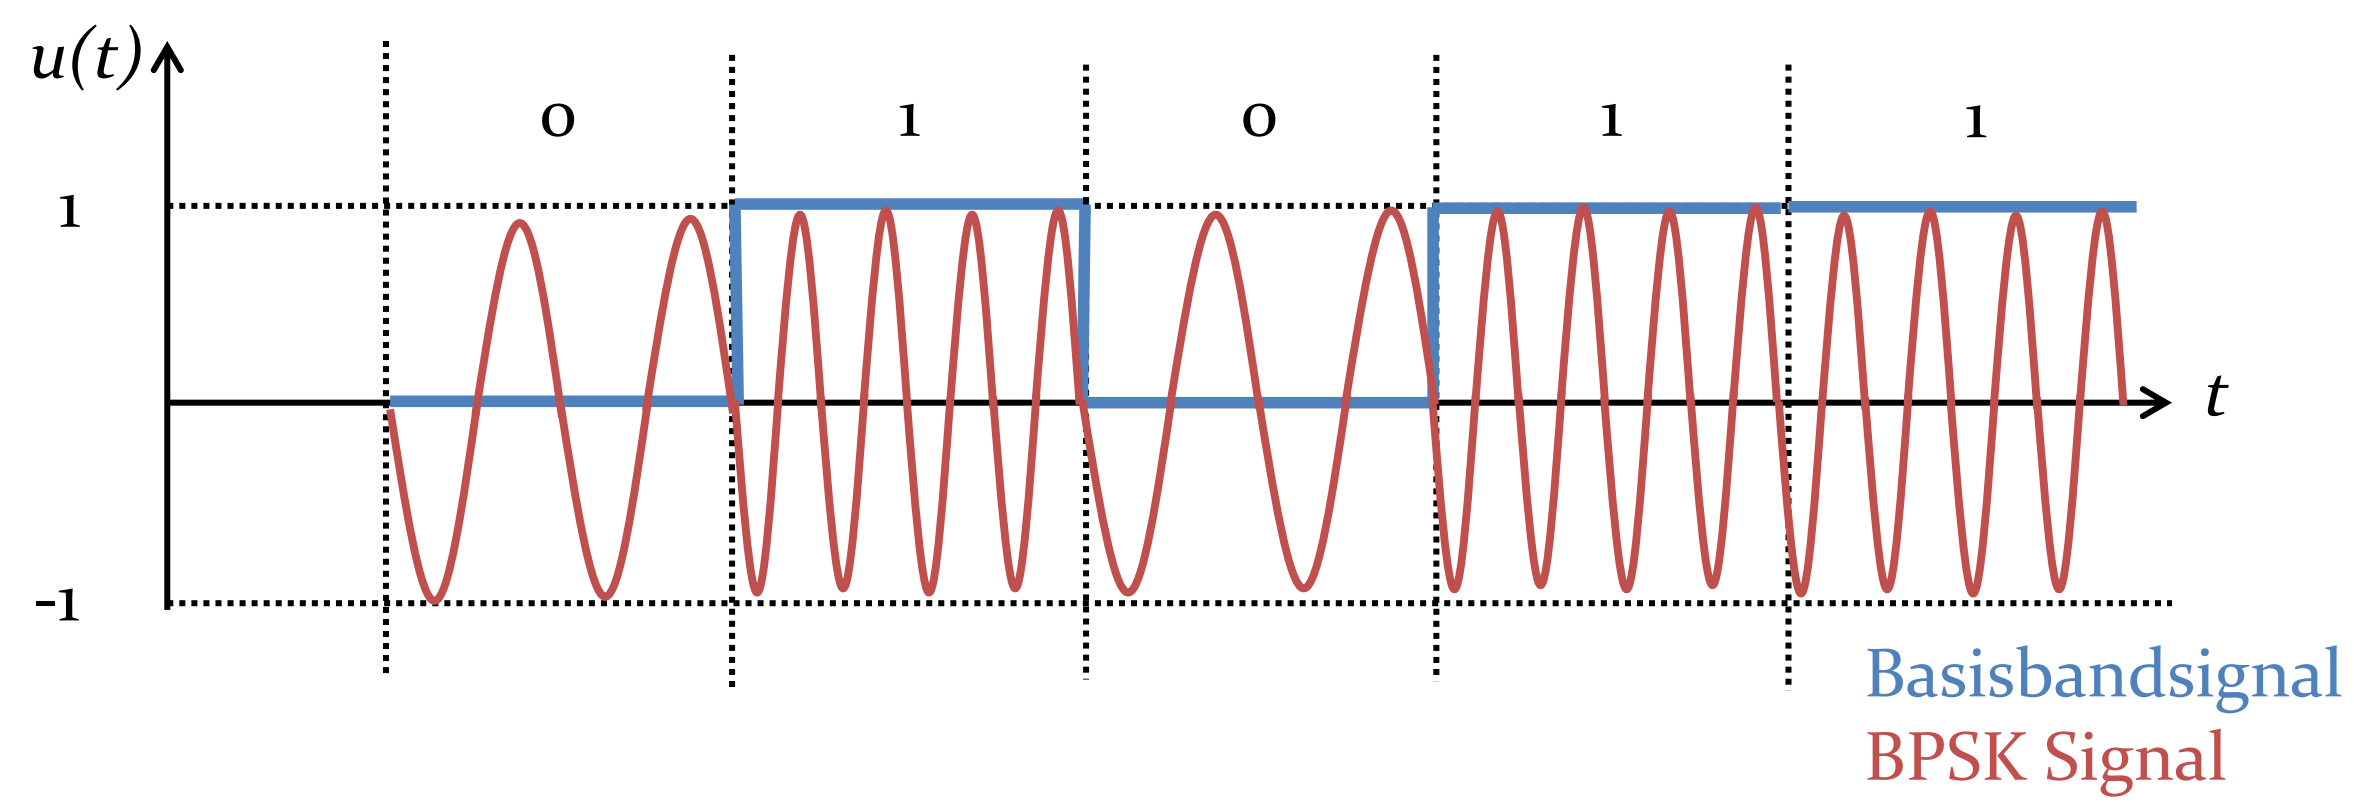 u(t)
0 1 0 1 1
1
t
-1
Basisbandsignal
BPSK Signal